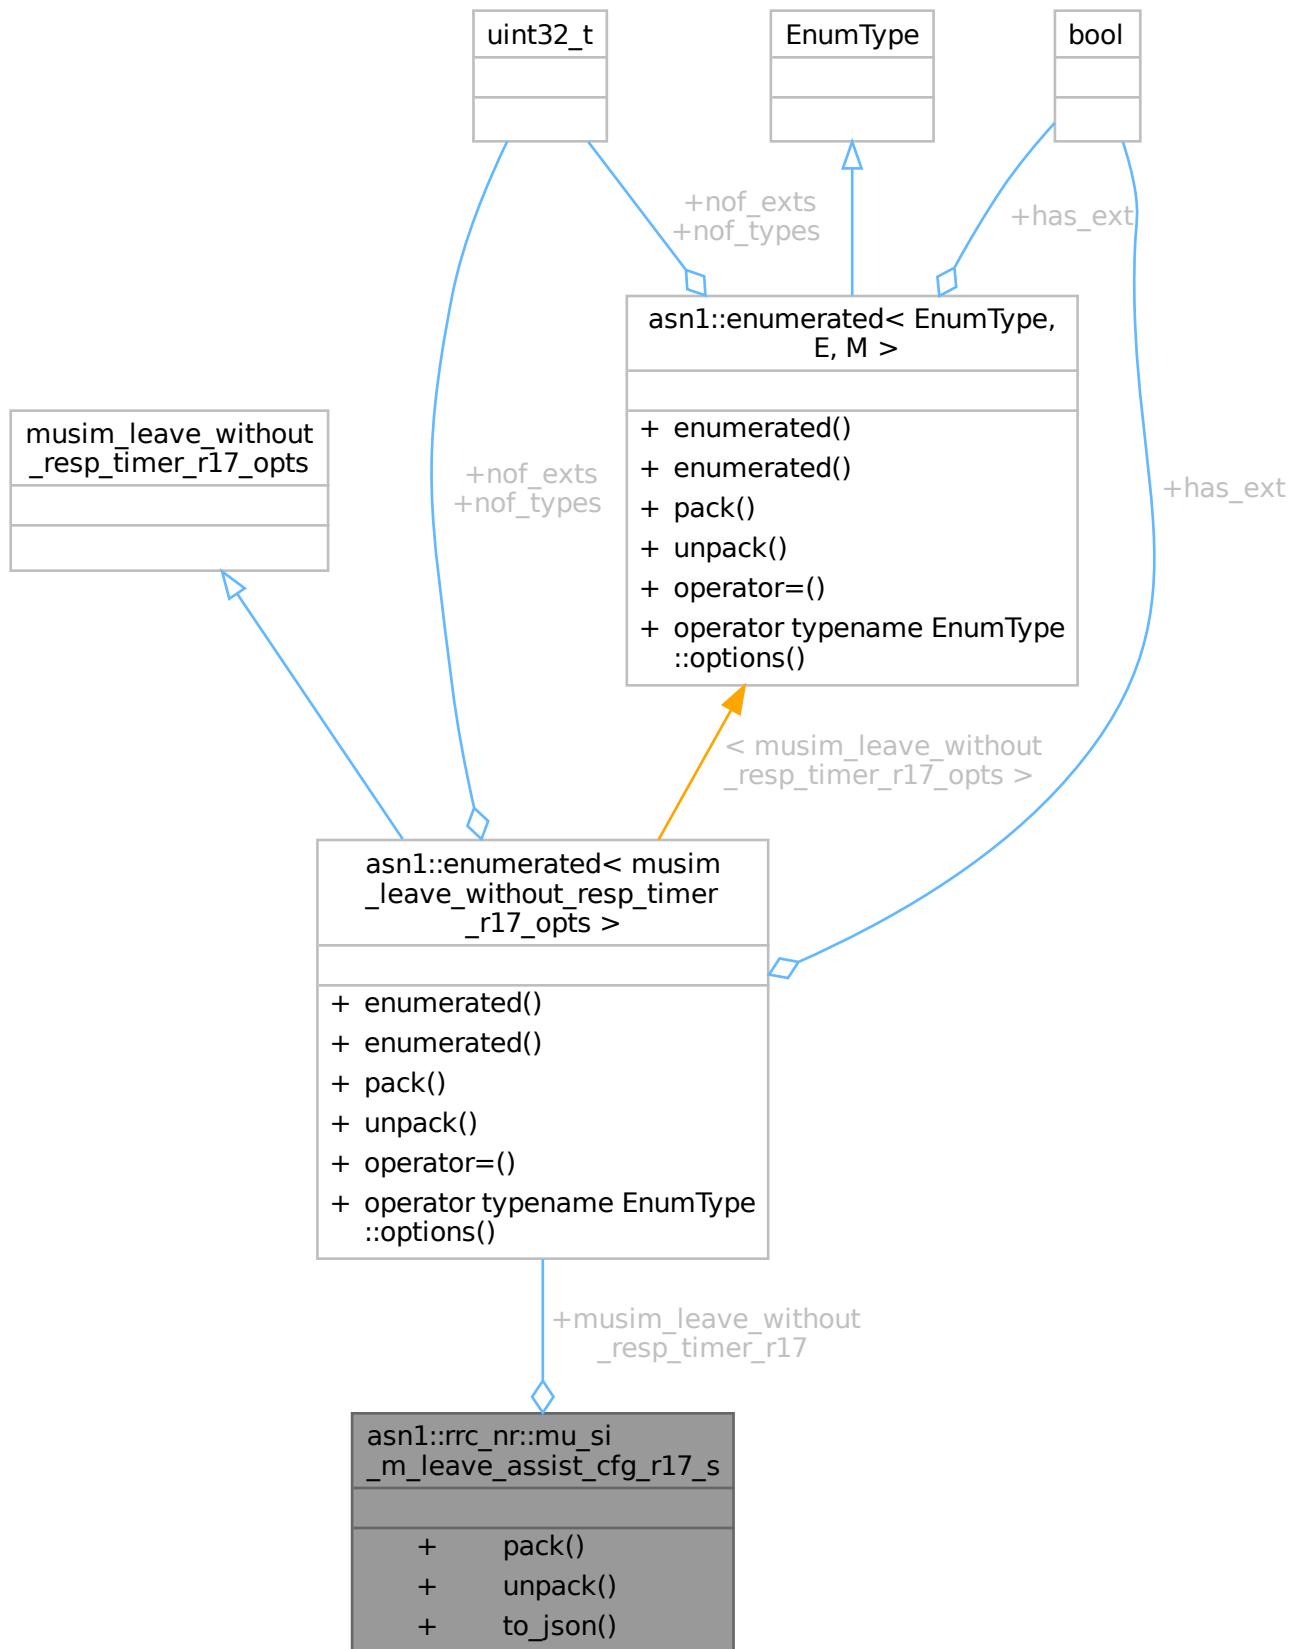 uint32_t
EnumType
bool
+nof_exts
+nof_types
+has_ext
asn1::enumerated< EnumType,
E, M >
+ enumerated()
+ enumerated()
+ pack()
+ unpack()
+ operator=()
+ operator typename EnumType
::options()
musim_leave_without
_resp_timer_r17_opts
+nof_exts
+nof_types
+has_ext
< musim_leave_without
_resp_timer_r17_opts >
asn1::enumerated< musim
_leave_without_resp_timer
_r17_opts >
+ enumerated()
+ enumerated()
+ pack()
+ unpack()
+ operator=()
+ operator typename EnumType
::options()
+musim_leave_without
_resp_timer_r17
asn1::rrc_nr::mu_si
_m_leave_assist_cfg_r17_s
+ pack()
+ unpack()
+ to_json()